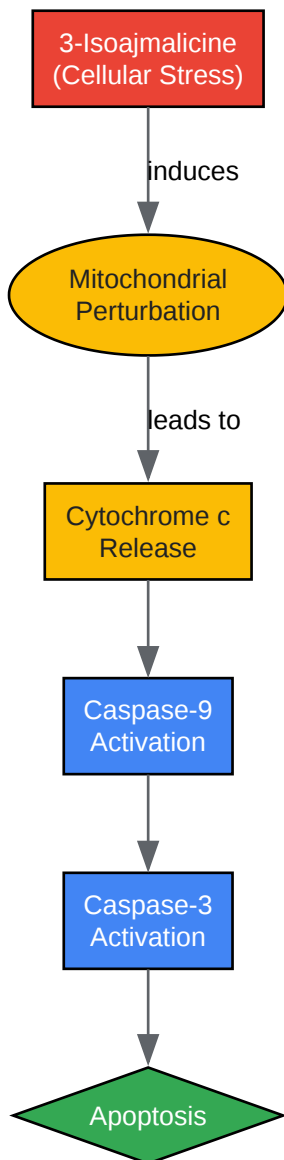 3-Isoajmalicine
(Cellular Stress)
induces
Mitochondrial
Perturbation
leads to
Cytochrome c
Release
Caspase-9
Activation
Caspase-3
Activation
Apoptosis